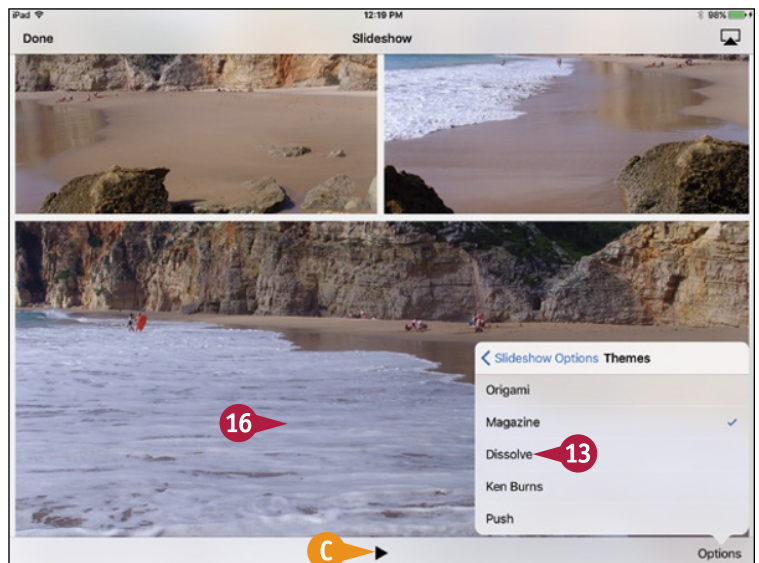 iPad 12:19 PM 98%
Done Slideshow
Slideshow Options Themes
Origami
Magazine
16
Dissolve 13
Ken Burns
Push
C Options